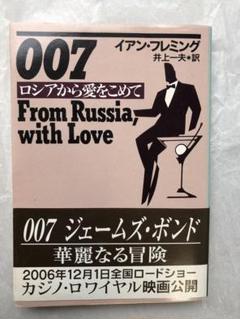 イアン・フレミング
井上一夫・訳
007
ロシアから愛をこめて
From Russia,
with Love
007 ジェームズ・ボンド
華麗なる冒険
2006年12月1日全国ロードショー
カジノ・ロワイヤル映画公開